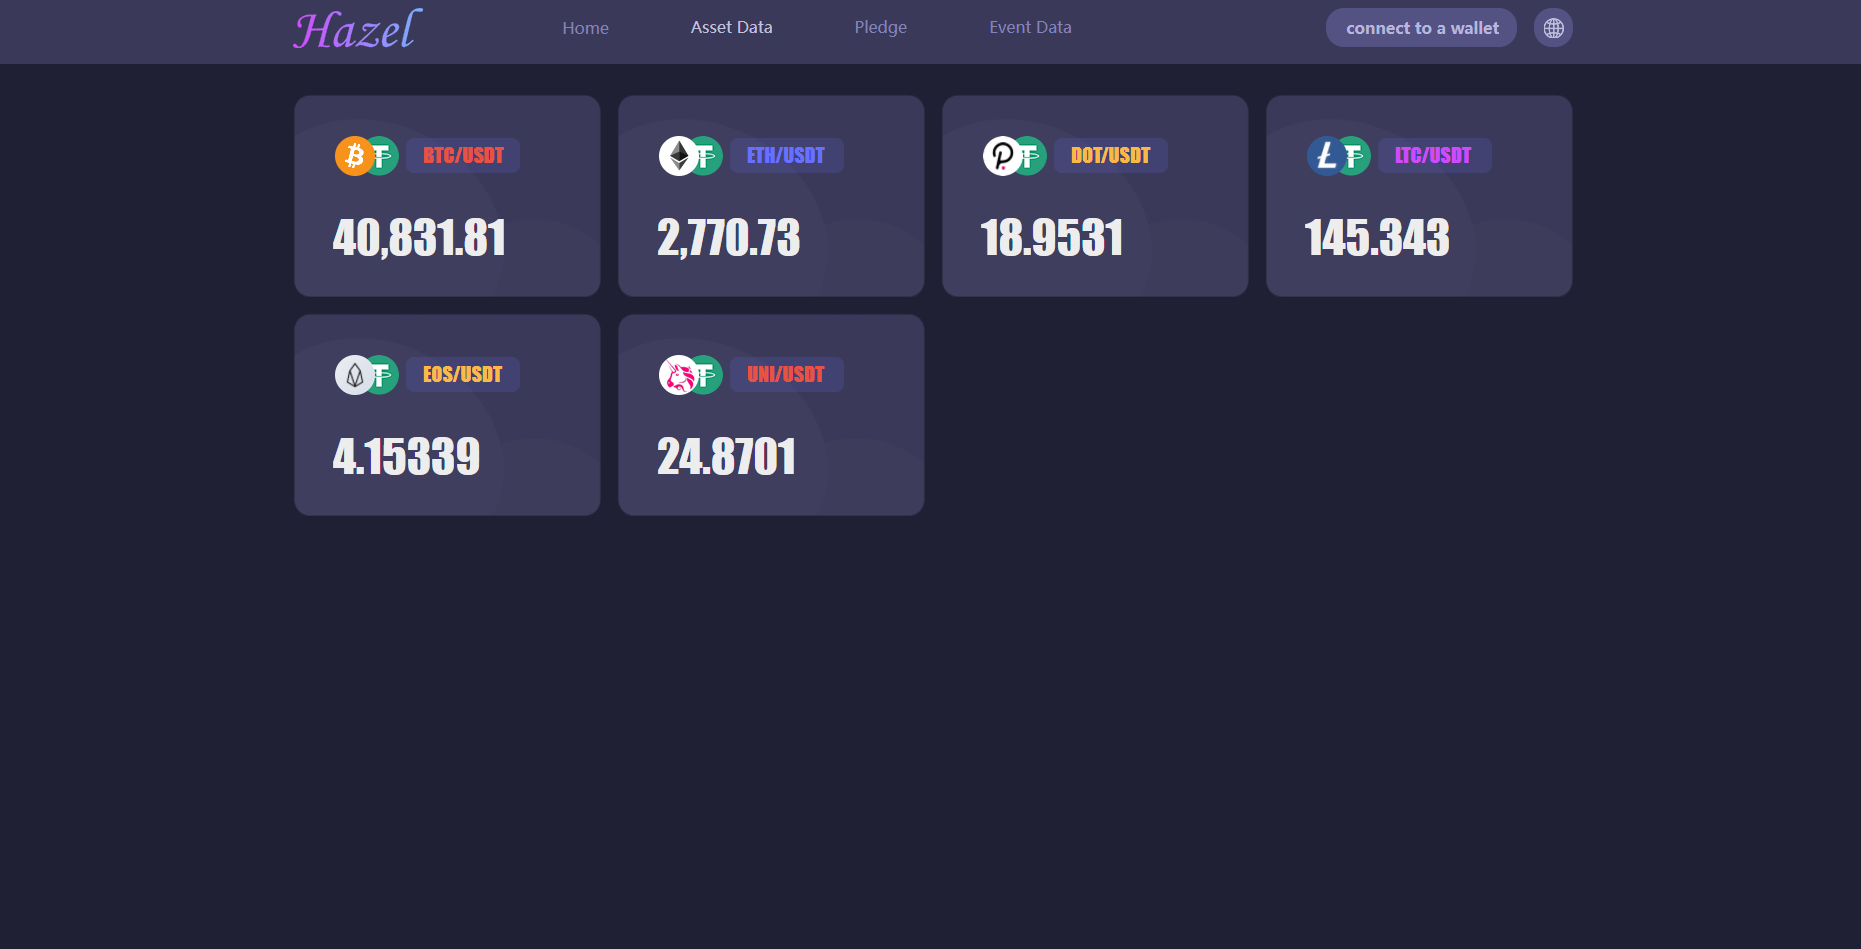 Hazel
Home
Asset Data
Pledge
Event Data
connect to a wallet
BTC/USDT
40,831.81
ETH/USDT
2,770.73
DOT/USDT
18.9531
LTC/USDT
145.343
EOS/USDT
4.15339
UNI/USDT
24.8701